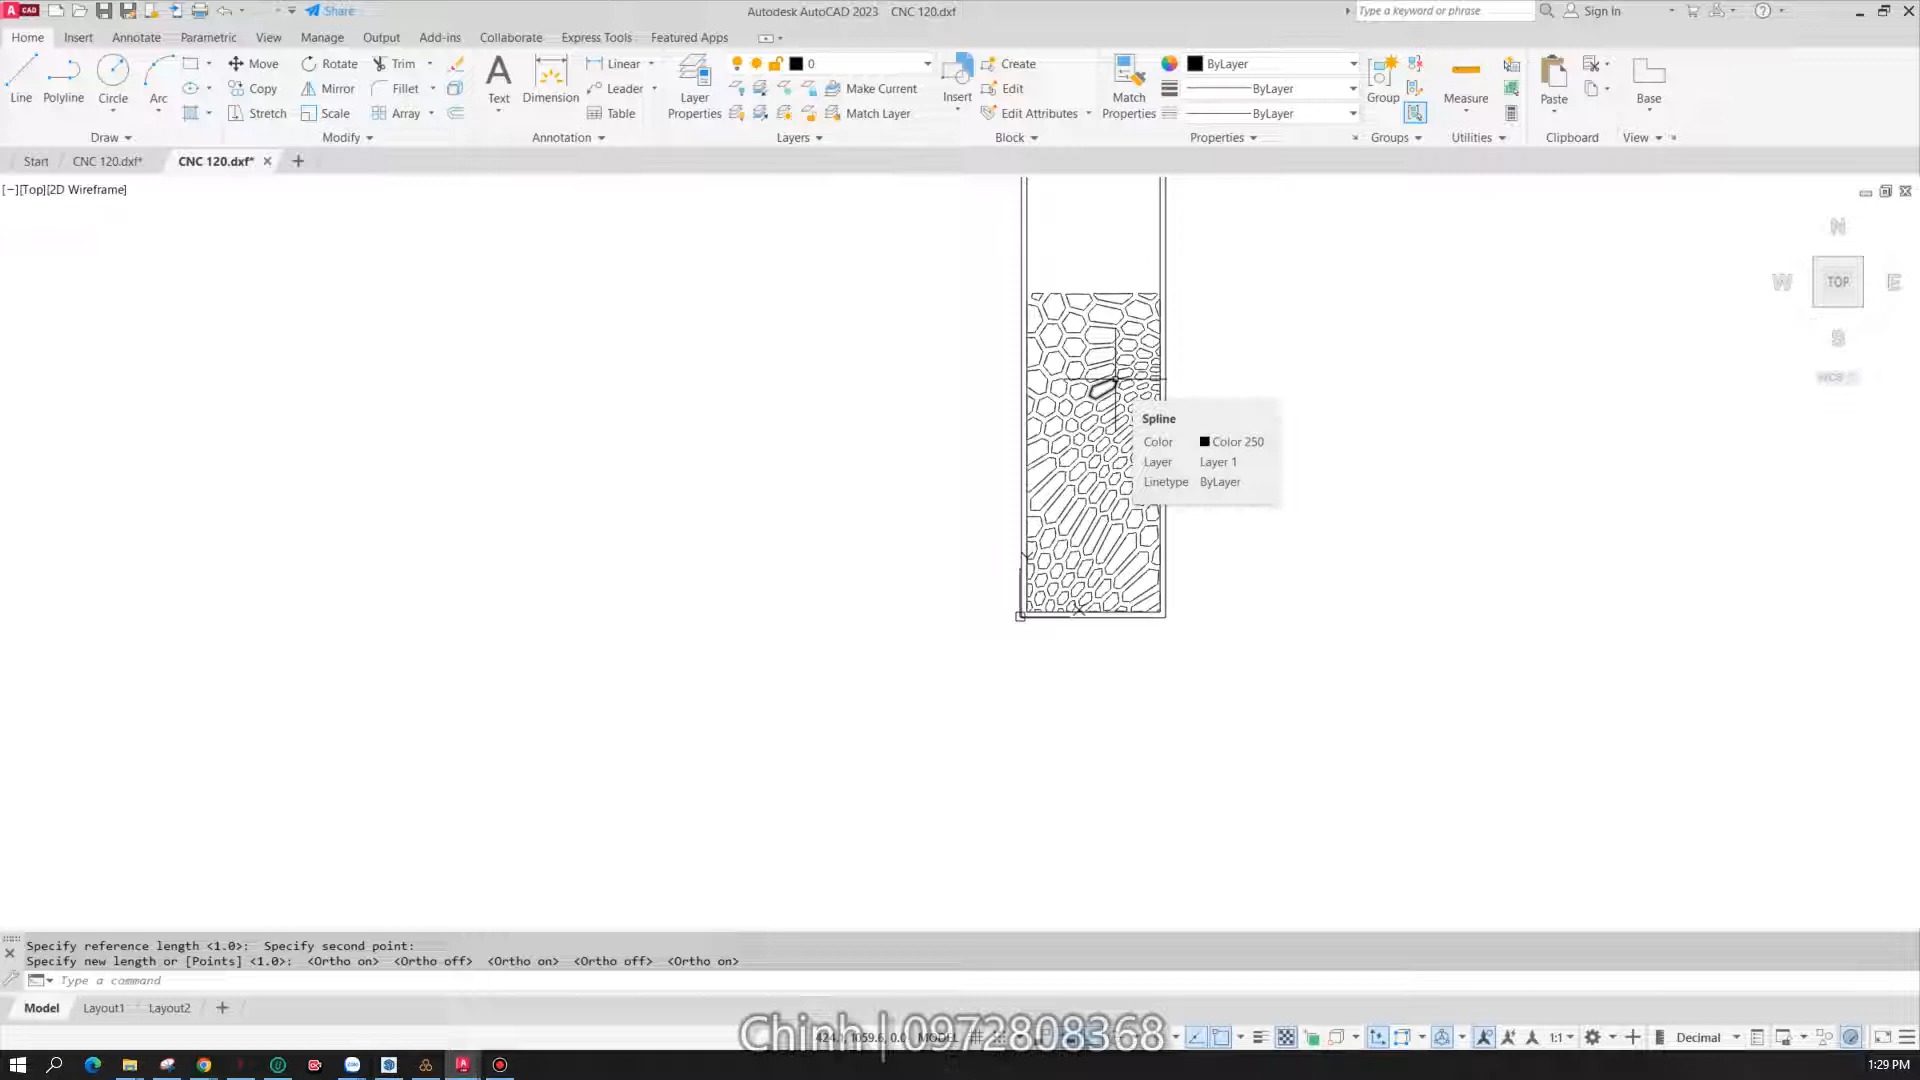 CAD Share Autodesk AutoCAD 2023 CNC 120.dxf Type a keyword or phrase Sign In
Home Insert Annotate Parametric View Manage Output Add-ins Collaborate Express Tools Featured Apps
Line Polyline Circle Arc
Move Rotate Trim
Copy Mirror Fillet
Stretch Scale Array
Text Dimension
Linear
Leader
Table
Layer Properties
0
Make Current
Match Layer
Insert
Create
Edit
Edit Attributes
Match Properties
ByLayer
ByLayer
ByLayer
Group Measure Paste Base
Draw Modify Annotation Layers Block Properties Groups Utilities Clipboard View
Start CNC 120.dxf* CNC 120.dxf*
[−][Top][2D Wireframe]
N
W TOP E
S
WCS
Spline
Color Color 250
Layer Layer 1
Linetype ByLayer
Specify reference length <1.0>: Specify second point:
Specify new length or [Points] <1.0>: <Ortho on> <Ortho off> <Ortho on> <Ortho off> <Ortho on>
Type a command
Model Layout1 Layout2
Chinh | 0972808368
MODEL 1:1 Decimal
1:29 PM